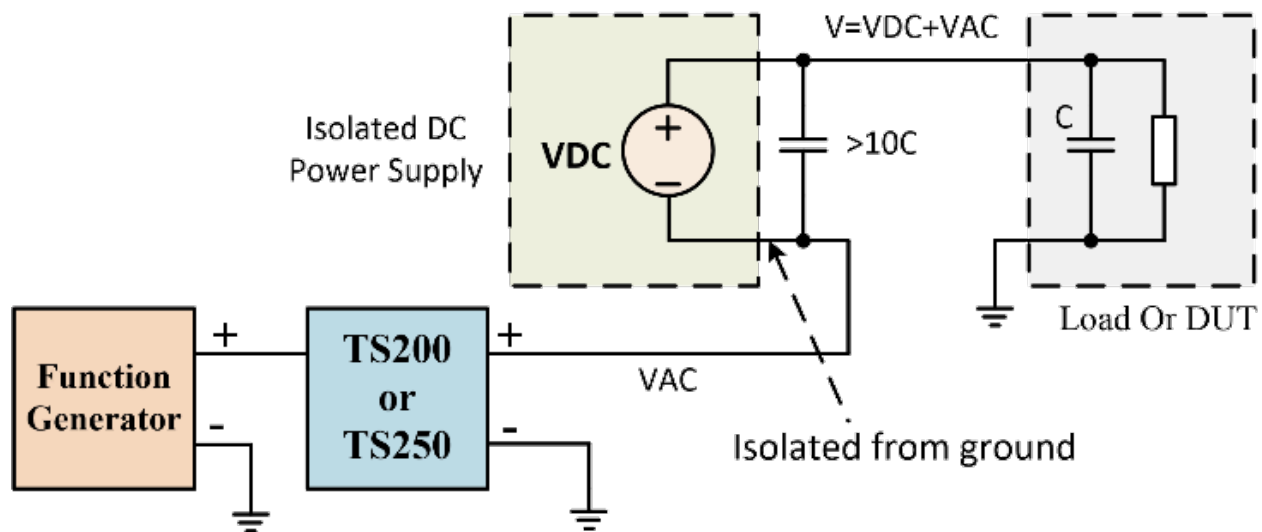 V=VDC+VAC
Isolated DC
Power Supply
+
VDC
−
>10C
C
Load Or DUT
Function
Generator
+
-
TS200
or
TS250
+
-
VAC
Isolated from ground